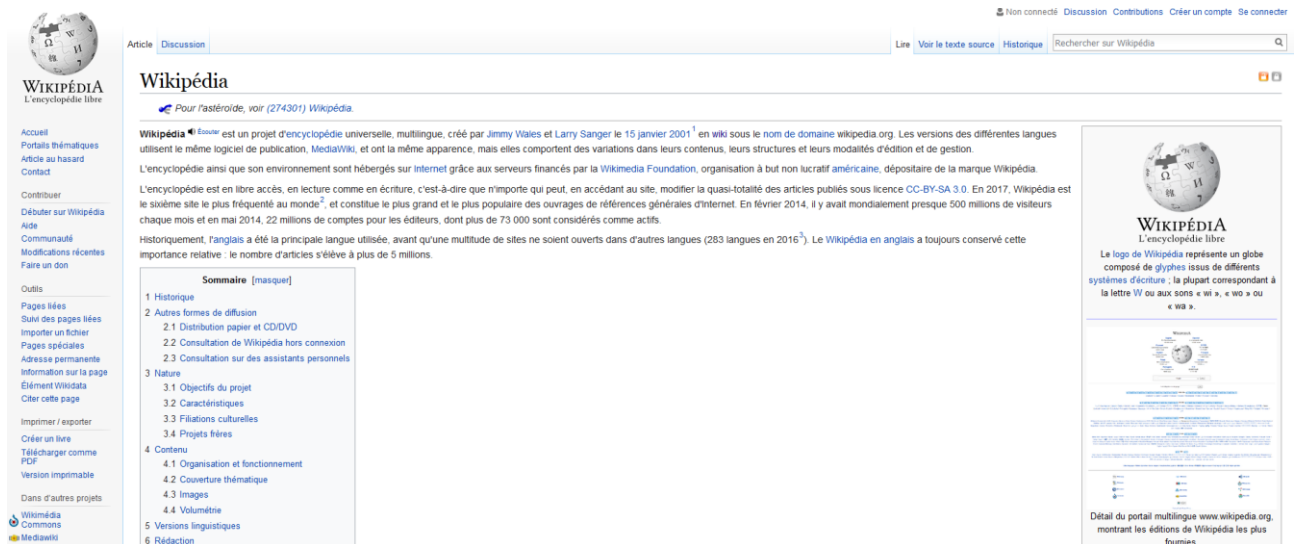 Non connecté Discussion Contributions Créer un compte Se connecter
WIKIPÉDIA
L'encyclopédie libre
Article Discussion
Lire Voir le texte source Historique Rechercher sur Wikipédia
Wikipédia
Pour l'astéroïde, voir (274301) Wikipédia.
Wikipédia Écouter est un projet d'encyclopédie universelle, multilingue, créé par Jimmy Wales et Larry Sanger le 15 janvier 2001 1 en wiki sous le nom de domaine wikipedia.org. Les versions des différentes langues
utilisent le même logiciel de publication, MediaWiki, et ont la même apparence, mais elles comportent des variations dans leurs contenus, leurs structures et leurs modalités d'édition et de gestion.
L'encyclopédie ainsi que son environnement sont hébergés sur Internet grâce aux serveurs financés par la Wikimedia Foundation, organisation à but non lucratif américaine, dépositaire de la marque Wikipédia.
L'encyclopédie est en libre accès, en lecture comme en écriture, c'est-à-dire que n'importe qui peut, en accédant au site, modifier la quasi-totalité des articles publiés sous licence CC-BY-SA 3.0. En 2017, Wikipédia est
le sixième site le plus fréquenté au monde 2, et constitue le plus grand et le plus populaire des ouvrages de références générales d'Internet. En février 2014, il y avait mondialement presque 500 millions de visiteurs
chaque mois et en mai 2014, 22 millions de comptes pour les éditeurs, dont plus de 73 000 sont considérés comme actifs.
Historiquement, l'anglais a été la principale langue utilisée, avant qu'une multitude de sites ne soient ouverts dans d'autres langues (283 langues en 2016 3). Le Wikipédia en anglais a toujours conservé cette
importance relative : le nombre d'articles s'élève à plus de 5 millions.
Sommaire [masquer]
1 Historique
2 Autres formes de diffusion
2.1 Distribution papier et CD/DVD
2.2 Consultation de Wikipédia hors connexion
2.3 Consultation sur des assistants personnels
3 Nature
3.1 Objectifs du projet
3.2 Caractéristiques
3.3 Filiations culturelles
3.4 Projets frères
4 Contenu
4.1 Organisation et fonctionnement
4.2 Couverture thématique
4.3 Images
4.4 Volumétrie
5 Versions linguistiques
6 Rédaction
WIKIPÉDIA
L'encyclopédie libre
Le logo de Wikipédia représente un globe
composé de glyphes issus de différents
systèmes d'écriture ; la plupart correspondant à
la lettre W ou aux sons « wi », « wo » ou
« wa ».
Détail du portail multilingue www.wikipedia.org,
montrant les éditions de Wikipédia les plus
fournies
Accueil
Portails thématiques
Article au hasard
Contact
Contribuer
Débuter sur Wikipédia
Aide
Communauté
Modifications récentes
Faire un don
Outils
Pages liées
Suivi des pages liées
Importer un fichier
Pages spéciales
Adresse permanente
Information sur la page
Élément Wikidata
Citer cette page
Imprimer / exporter
Créer un livre
Télécharger comme
PDF
Version imprimable
Dans d'autres projets
Wikimédia
Commons
Mediawiki